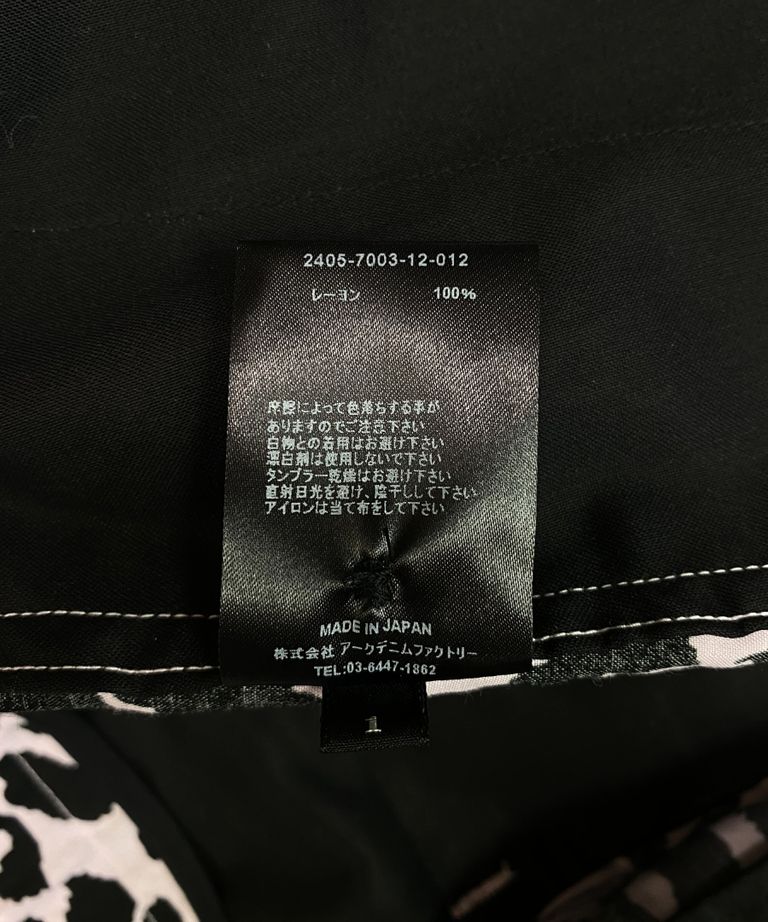 2405-7003-12-012
レーヨン 100%
摩擦によって色落ちする事が
ありますのでご注意下さい
白物との着用はお避け下さい
漂白剤は使用しないで下さい
タンブラー乾燥はお避け下さい
直射日光を避け、陰干しして下さい
アイロンは当て布をして下さい
MADE IN JAPAN
株式会社 アークデニムファクトリー
TEL:03-6447-1862
1